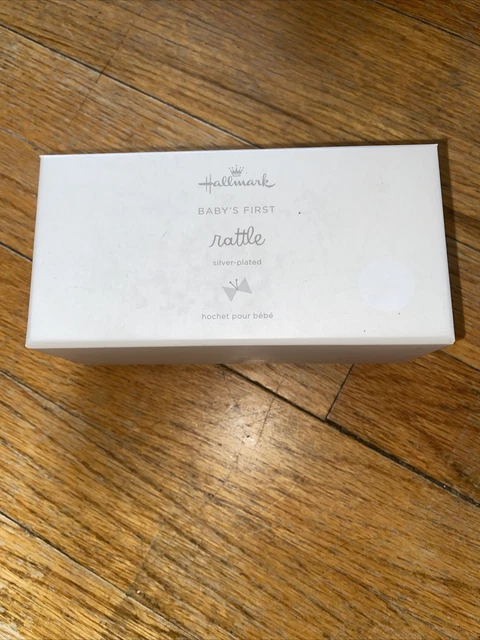 Hallmark
BABY'S FIRST
rattle
silver-plated
hochet pour bébé